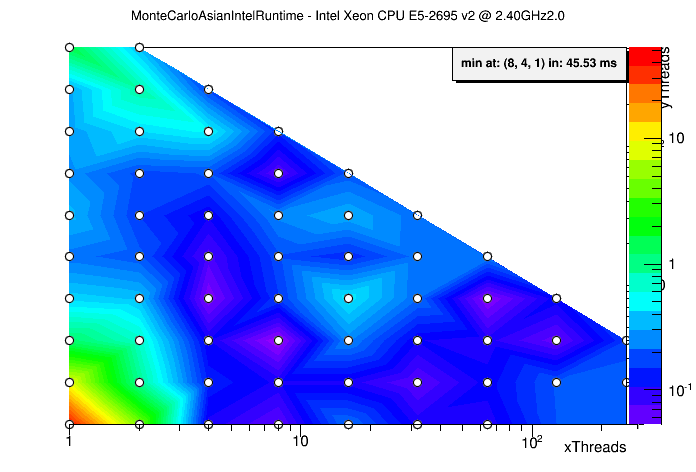 MonteCarloAsianIntelRuntime - Intel Xeon CPU E5-2695 v2 @ 2.40GHz2.0
min at: (8, 4, 1) in: 45.53 ms
yThreads
10
1
10-1
1
10
10²
xThreads